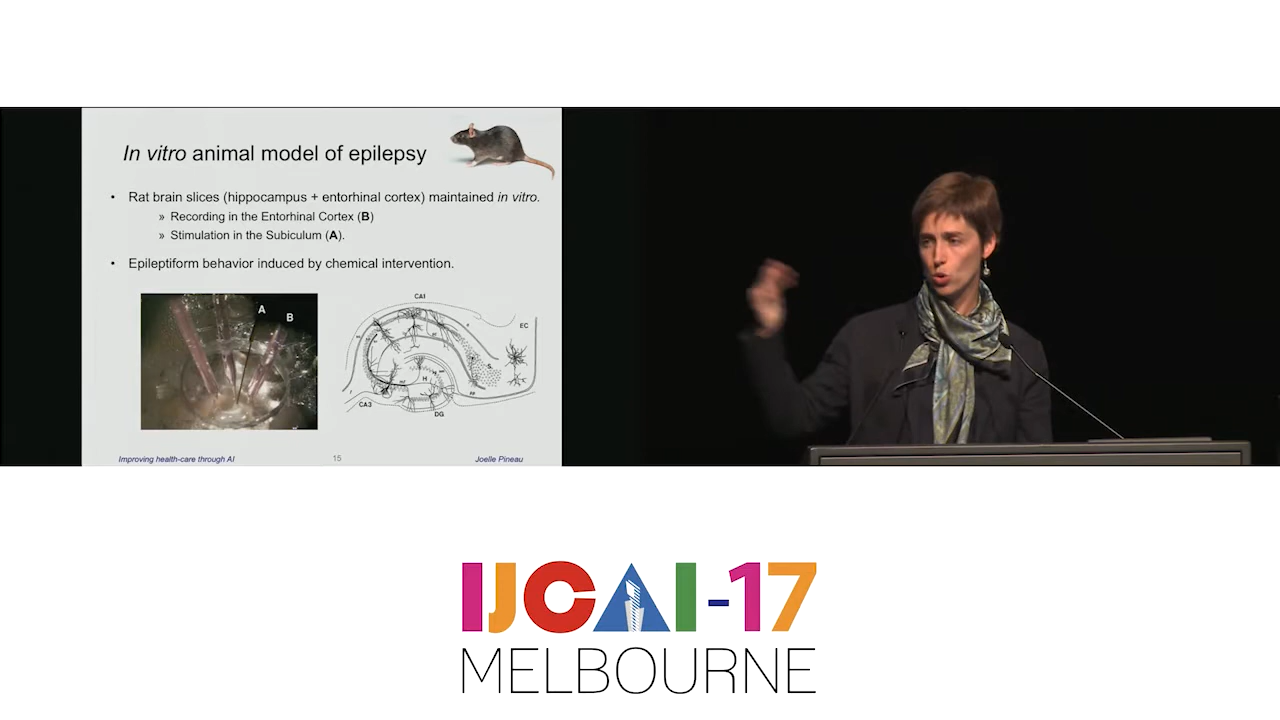 In vitro animal model of epilepsy
• Rat brain slices (hippocampus + entorhinal cortex) maintained in vitro.
» Recording in the Entorhinal Cortex (B)
» Stimulation in the Subiculum (A).
• Epileptiform behavior induced by chemical intervention.
A
B
CA1
EC
S
H
PP
CA3
DG
Improving health-care through AI
15
Joelle Pineau
IJCAI-17
MELBOURNE